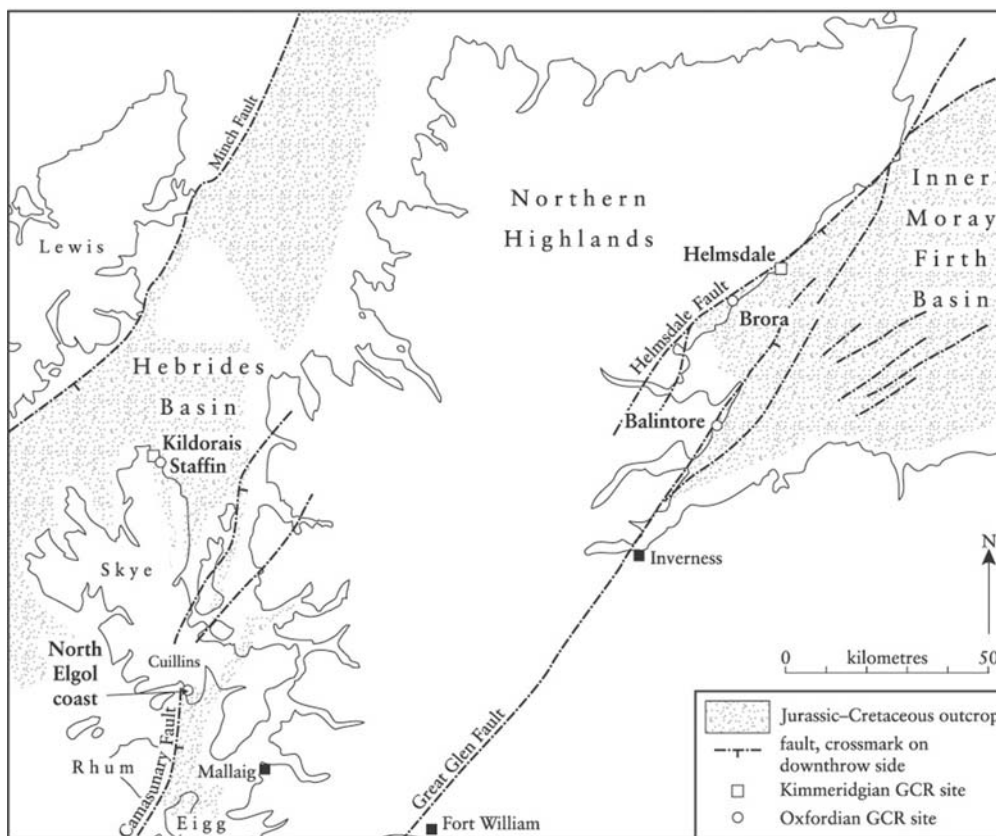 Minch Fault
Lewis
Northern
Highlands
Inner
Moray
Firth
Basin
Helmsdale
Brora
Helmsdale Fault
Balintore
Hebrides
Basin
Kildorais
Staffin
Skye
Inverness
N
North
Elgol
coast
Cuillins
0 kilometres 50
Camasunary Fault
Rhum
Mallaig
Eigg
Great Glen Fault
Fort William
Jurassic–Cretaceous outcrop
fault, crossmark on
downthrow side
Kimmeridgian GCR site
Oxfordian GCR site